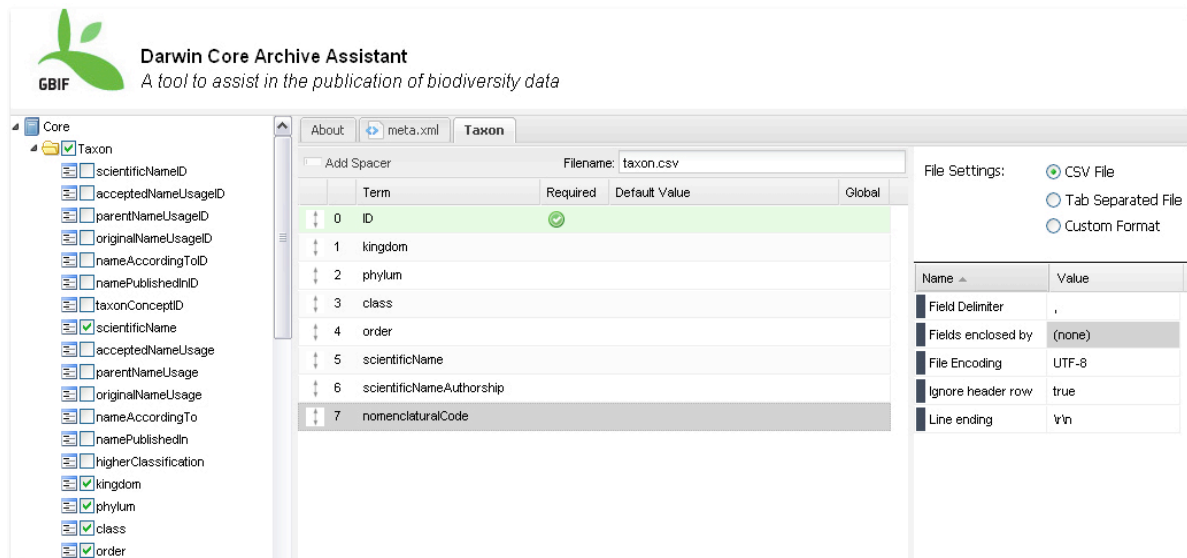 GBIF
Darwin Core Archive Assistant
A tool to assist in the publication of biodiversity data
Core
Taxon
scientificNameID
acceptedNameUsageID
parentNameUsageID
originalNameUsageID
nameAccordingToID
namePublishedInID
taxonConceptID
scientificName
acceptedNameUsage
parentNameUsage
originalNameUsage
nameAccordingTo
namePublishedIn
higherClassification
kingdom
phylum
class
order
About meta.xml Taxon
Add Spacer Filename: taxon.csv
Term Required Default Value Global
0 ID
1 kingdom
2 phylum
3 class
4 order
5 scientificName
6 scientificNameAuthorship
7 nomenclaturalCode
File Settings: CSV File
Tab Separated File
Custom Format
Name Value
Field Delimiter ,
Fields enclosed by (none)
File Encoding UTF-8
Ignore header row true
Line ending \r\n